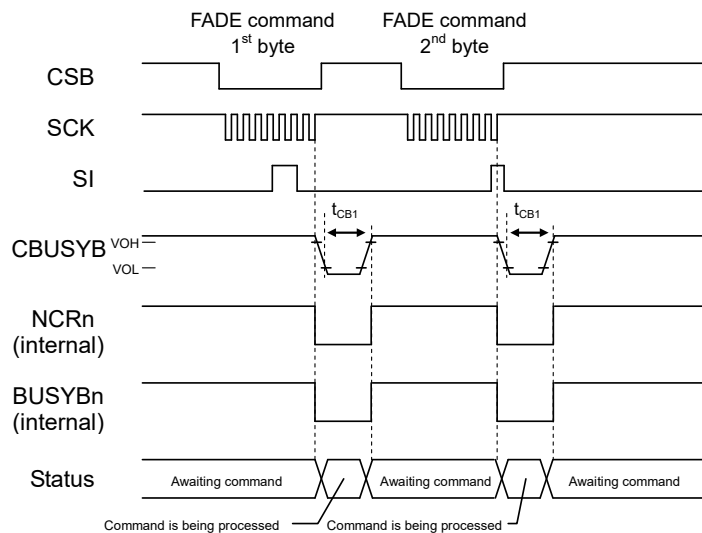 FADE command
1st byte
FADE command
2nd byte
CSB
SCK
SI
tCB1
tCB1
CBUSYB
VOH
VOL
NCRn
(internal)
BUSYBn
(internal)
Status
Awaiting command
Awaiting command
Awaiting command
Command is being processed
Command is being processed